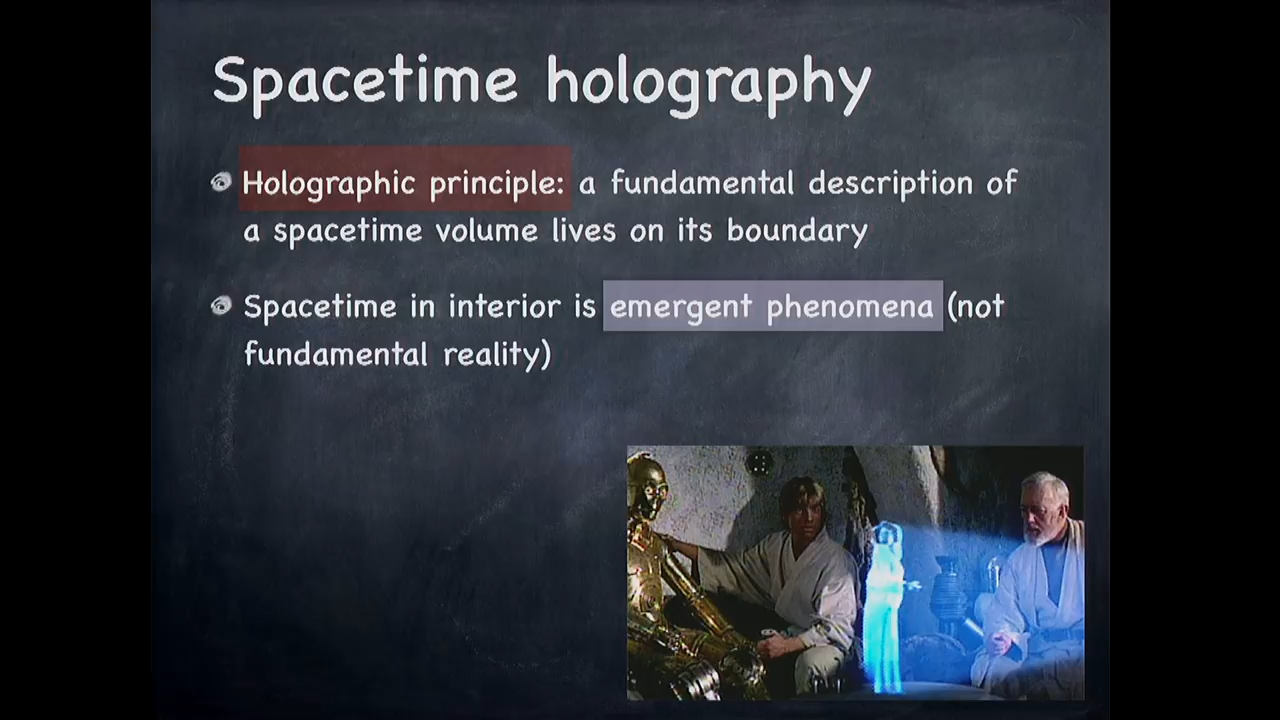 Spacetime holography
Holographic principle: a fundamental description of
a spacetime volume lives on its boundary
Spacetime in interior is emergent phenomena (not
fundamental reality)